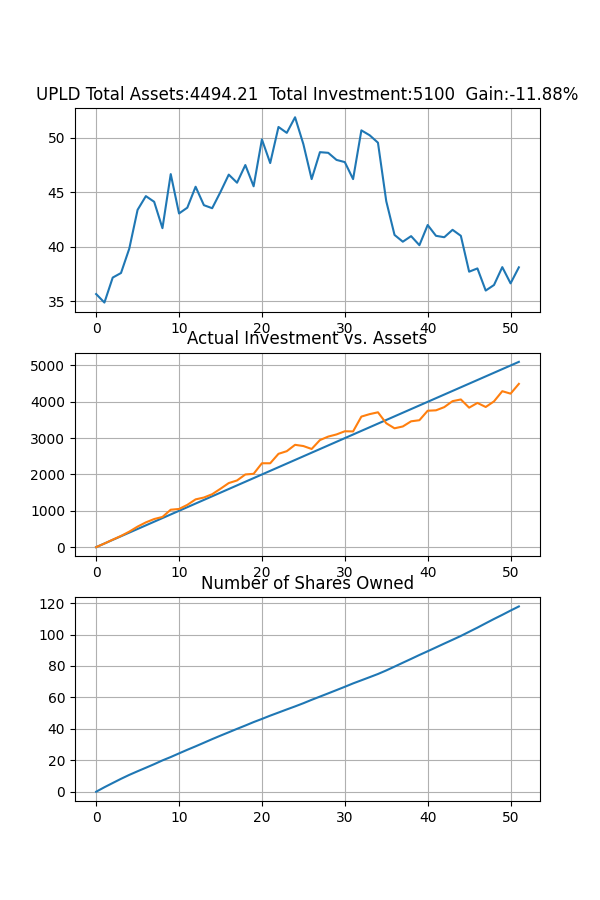 UPLD Total Assets:4494.21  Total Investment:5100  Gain:-11.88%
50
45
40
35
0 10 20 30 40 50
Actual Investment vs. Assets
5000
4000
3000
2000
1000
0
0 10 20 30 40 50
Number of Shares Owned
120
100
80
60
40
20
0
0 10 20 30 40 50